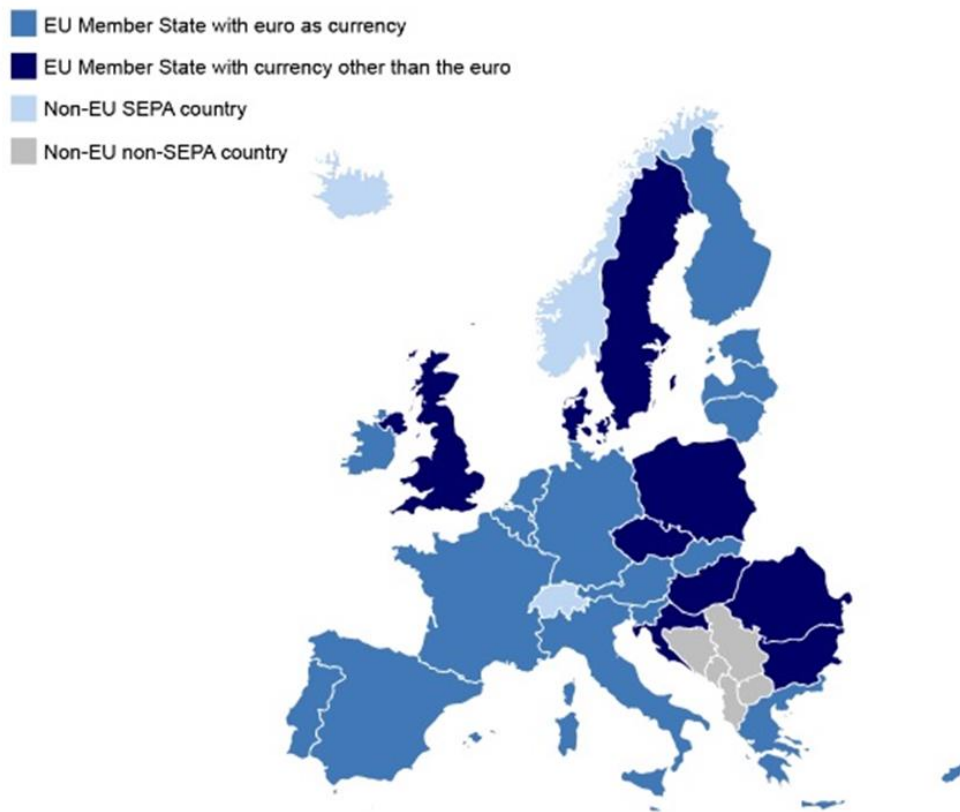 EU Member State with euro as currency
EU Member State with currency other than the euro
Non-EU SEPA country
Non-EU non-SEPA country